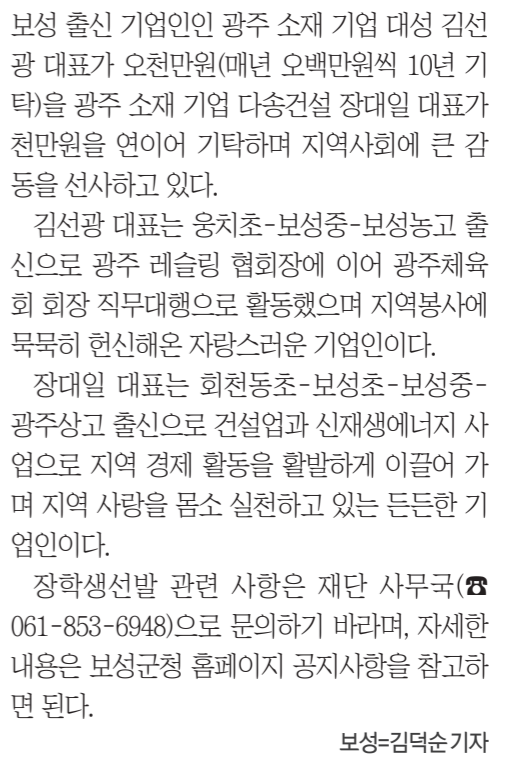 보성 출신 기업인인 광주 소재 기업 대성 김선
광 대표가 오천만원(매년 오백만원씩 10년 기
탁)을 광주 소재 기업 다송건설 장대일 대표가
천만원을 연이어 기탁하며 지역사회에 큰 감
동을 선사하고 있다.
김선광 대표는 웅치초-보성중-보성농고 출
신으로 광주 레슬링 협회장에 이어 광주체육
회 회장 직무대행으로 활동했으며 지역봉사에
묵묵히 헌신해온 자랑스러운 기업인이다.
장대일 대표는 회천동초-보성초-보성중-
광주상고 출신으로 건설업과 신재생에너지 사
업으로 지역 경제 활동을 활발하게 이끌어 가
며 지역 사랑을 몸소 실천하고 있는 든든한 기
업인이다.
장학생선발 관련 사항은 재단 사무국(☎
061-853-6948)으로 문의하기 바라며, 자세한
내용은 보성군청 홈페이지 공지사항을 참고하
면 된다.
보성=김덕순기자